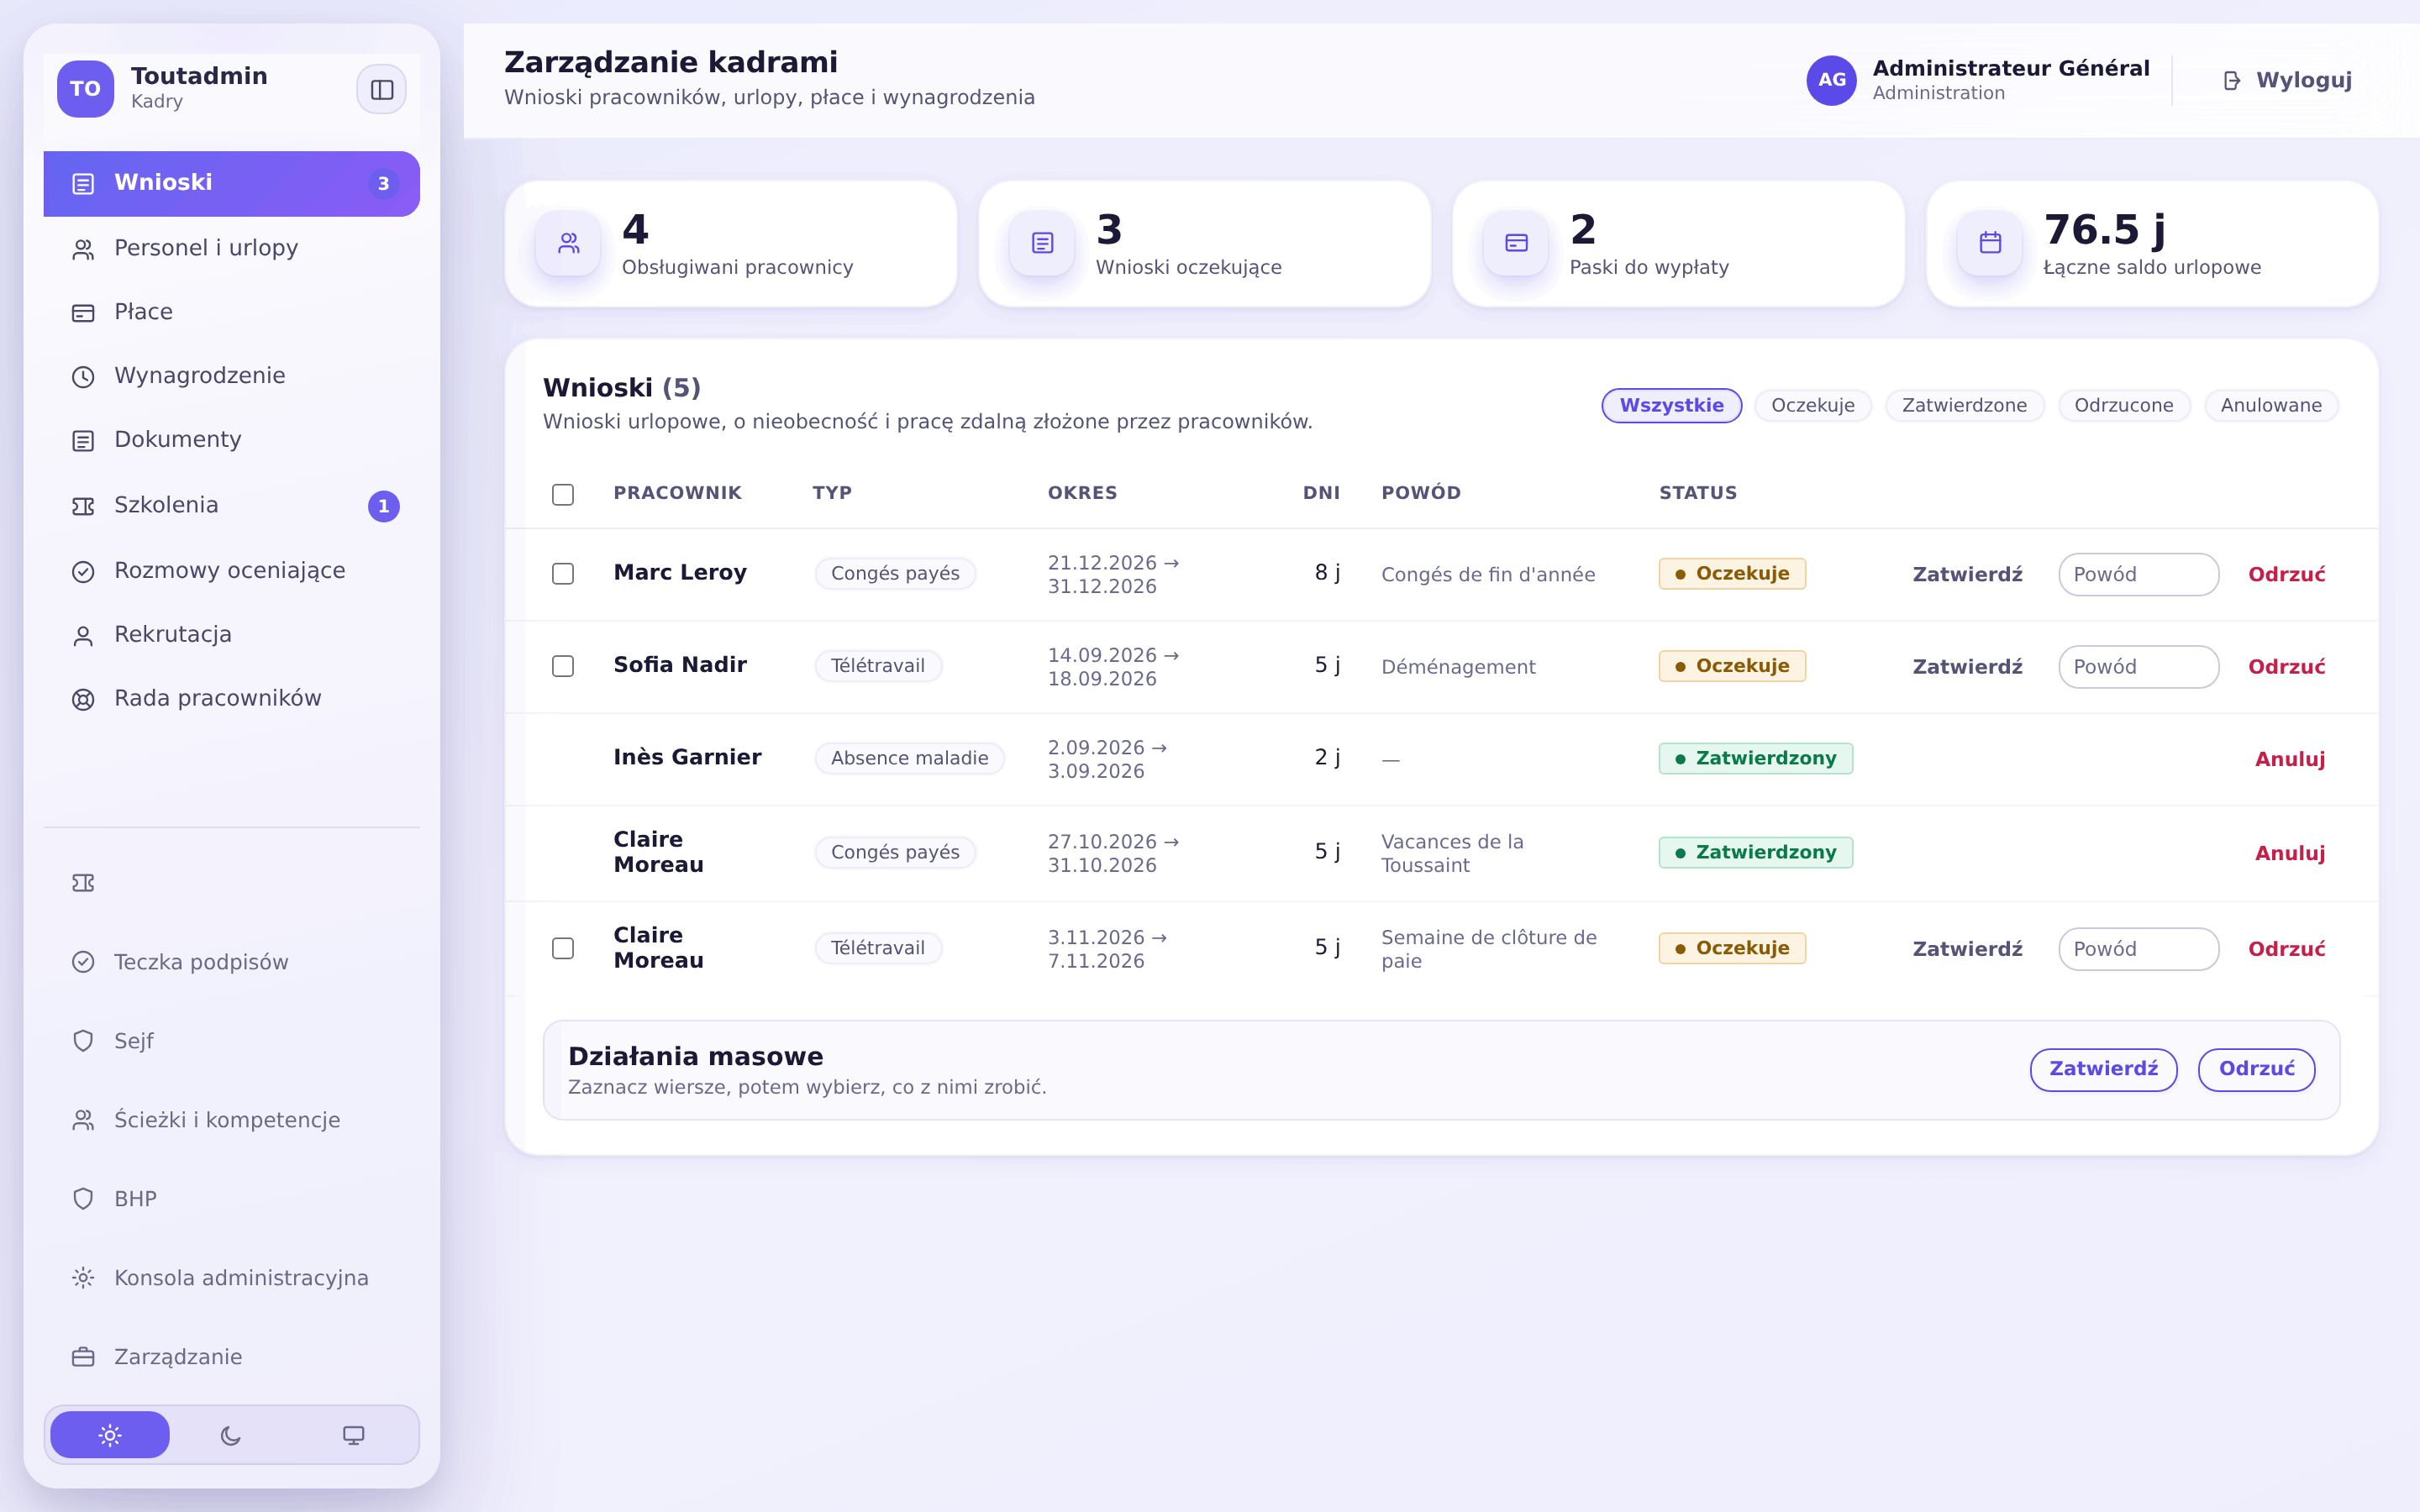 TO
Toutadmin
Kadry
Wnioski 3
Personel i urlopy
Płace
Wynagrodzenie
Dokumenty
Szkolenia 1
Rozmowy oceniające
Rekrutacja
Rada pracowników
Teczka podpisów
Sejf
Ścieżki i kompetencje
BHP
Konsola administracyjna
Zarządzanie
Zarządzanie kadrami
Wnioski pracowników, urlopy, płace i wynagrodzenia
AG
Administrateur Général
Administration
Wyloguj
4
Obsługiwani pracownicy
3
Wnioski oczekujące
2
Paski do wypłaty
76.5 j
Łączne saldo urlopowe
Wnioski (5)
Wnioski urlopowe, o nieobecność i pracę zdalną złożone przez pracowników.
Wszystkie Oczekuje Zatwierdzone Odrzucone Anulowane
PRACOWNIK TYP OKRES DNI POWÓD STATUS
Marc Leroy Congés payés 21.12.2026 → 31.12.2026 8 j Congés de fin d'année Oczekuje Zatwierdź Powód Odrzuć
Sofia Nadir Télétravail 14.09.2026 → 18.09.2026 5 j Déménagement Oczekuje Zatwierdź Powód Odrzuć
Inès Garnier Absence maladie 2.09.2026 → 3.09.2026 2 j — Zatwierdzony Anuluj
Claire Moreau Congés payés 27.10.2026 → 31.10.2026 5 j Vacances de la Toussaint Zatwierdzony Anuluj
Claire Moreau Télétravail 3.11.2026 → 7.11.2026 5 j Semaine de clôture de paie Oczekuje Zatwierdź Powód Odrzuć
Działania masowe
Zaznacz wiersze, potem wybierz, co z nimi zrobić.
Zatwierdź Odrzuć